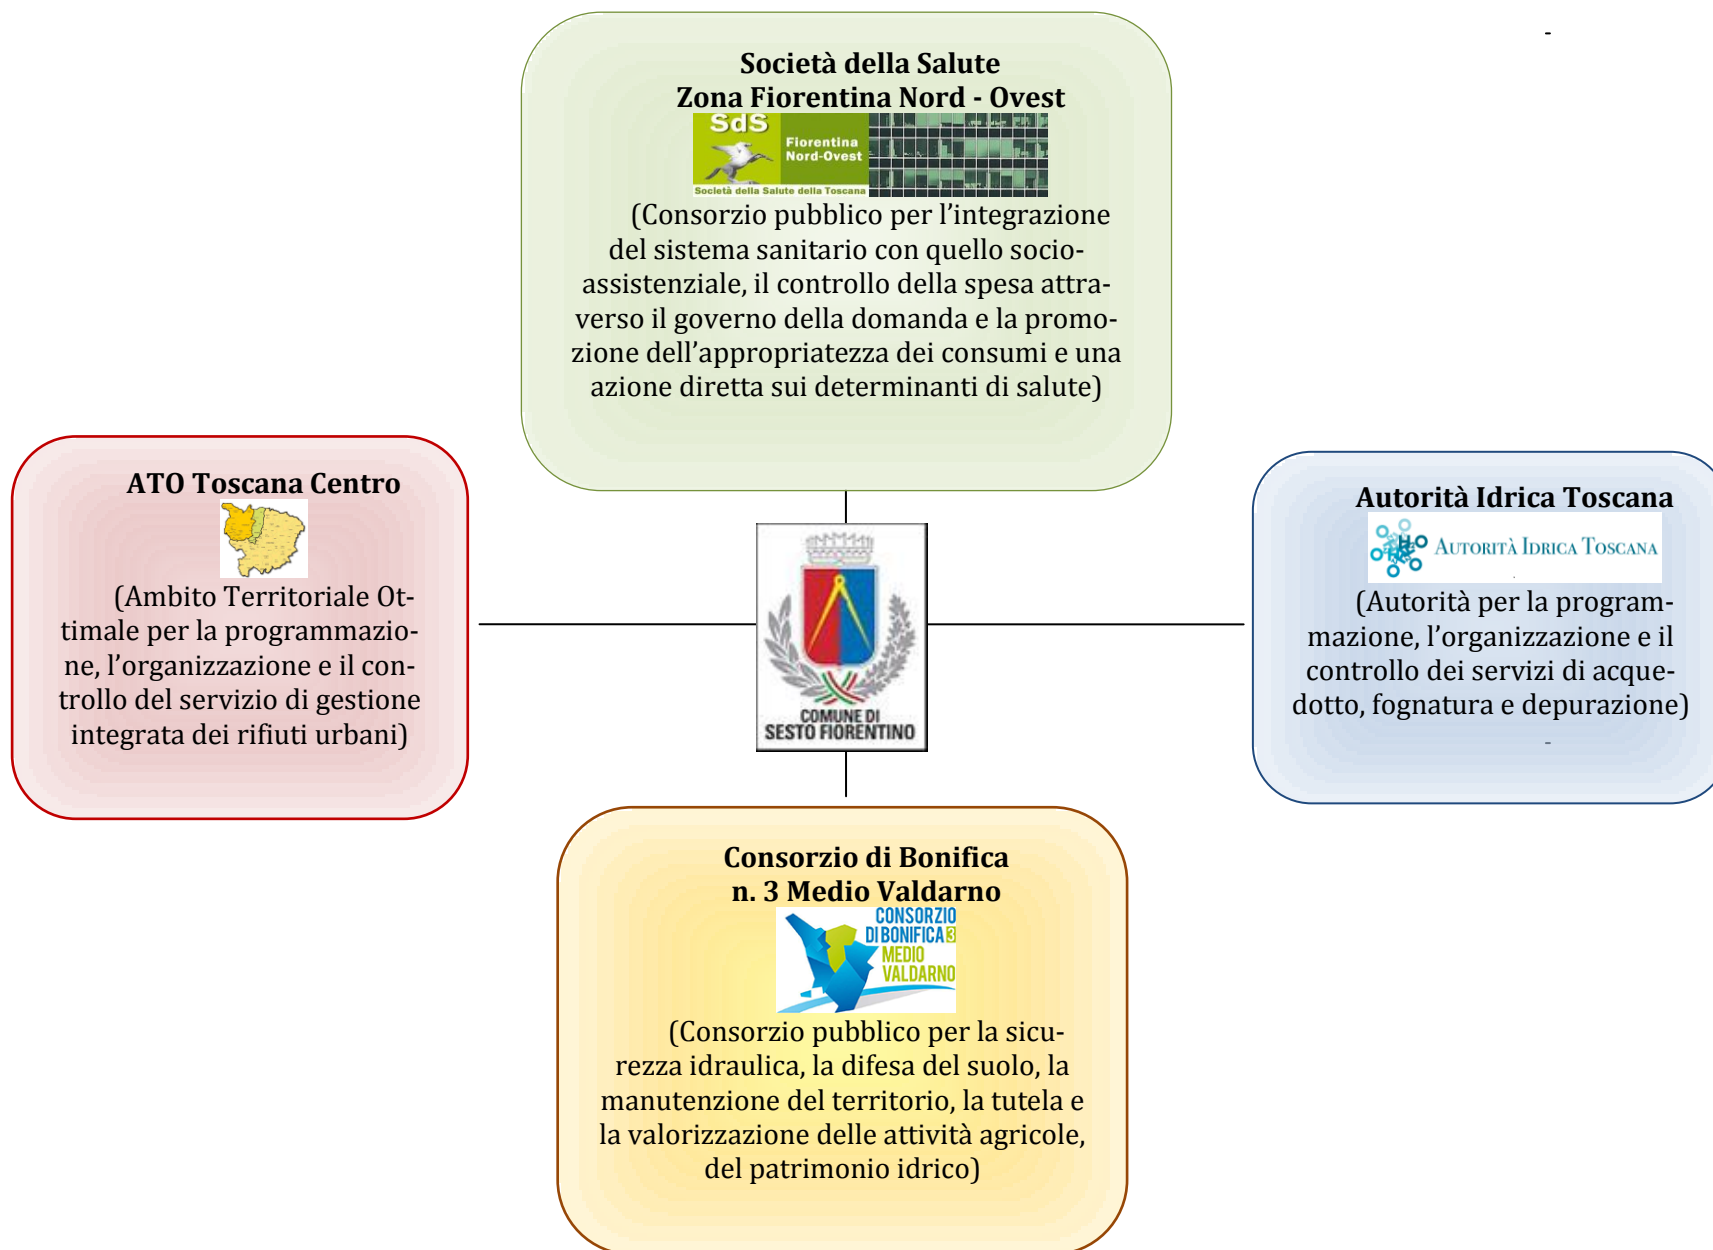 Società della Salute
Zona Fiorentina Nord - Ovest
SdS
Fiorentina
Nord-Ovest
Società della Salute della Toscana
(Consorzio pubblico per l’integrazione
del sistema sanitario con quello socio-
assistenziale, il controllo della spesa attra-
verso il governo della domanda e la promo-
zione dell’appropriatezza dei consumi e una
azione diretta sui determinanti di salute)
ATO Toscana Centro
(Ambito Territoriale Ot-
timale per la programmazio-
ne, l’organizzazione e il con-
trollo del servizio di gestione
integrata dei rifiuti urbani)
COMUNE DI
SESTO FIORENTINO
Autorità Idrica Toscana
AUTORITÀ IDRICA TOSCANA
(Autorità per la program-
mazione, l’organizzazione e il
controllo dei servizi di acque-
dotto, fognatura e depurazione)
Consorzio di Bonifica
n. 3 Medio Valdarno
CONSORZIO
DI BONIFICA 3
MEDIO
VALDARNO
(Consorzio pubblico per la sicu-
rezza idraulica, la difesa del suolo, la
manutenzione del territorio, la tutela e
la valorizzazione delle attività agricole,
del patrimonio idrico)